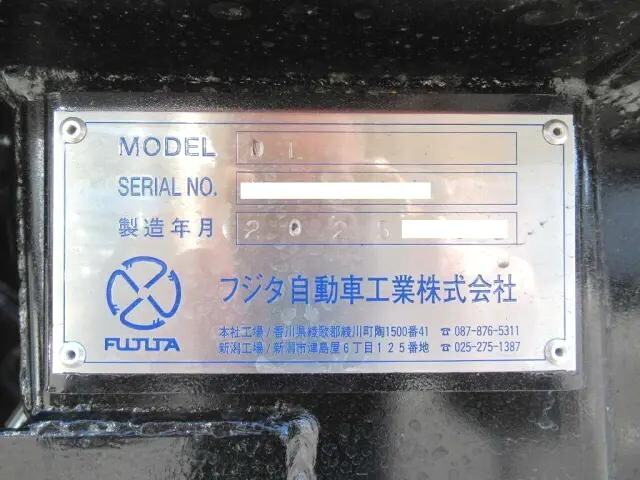 MODEL DL
SERIAL NO.
製造年月 2025
フジタ自動車工業株式会社
FUJITA
本社工場/香川県綾歌郡綾川町陶1500番41 ☎087-876-5311
新潟工場/新潟市津島屋6丁目125番地 ☎025-275-1387